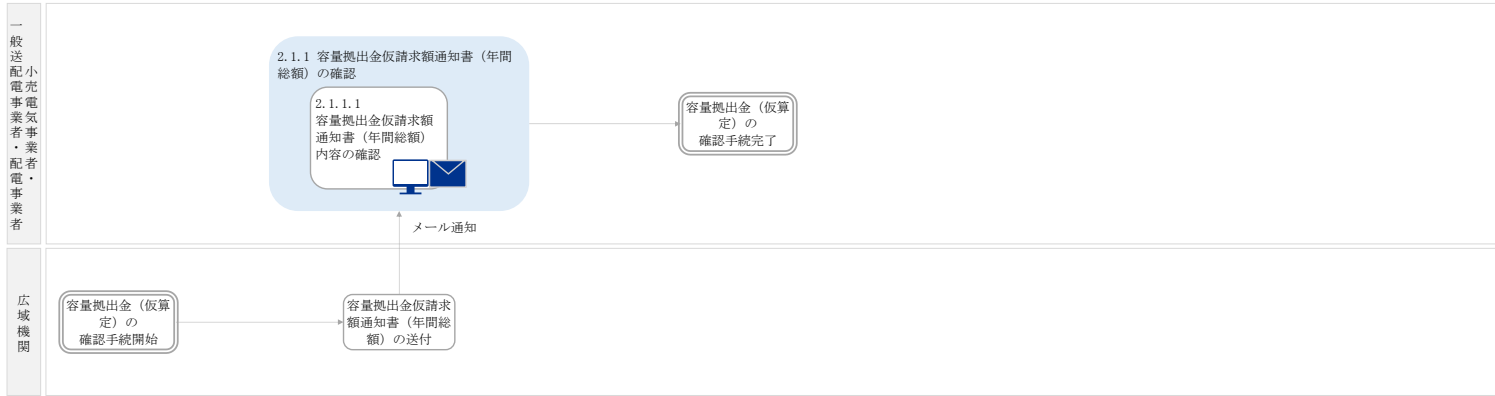 小売電気事業者・
一般送配電事業者・配電事業者
2.1.1 容量拠出金仮請求額通知書（年間
総額）の確認
2.1.1.1
容量拠出金仮請求額
通知書（年間総額）
内容の確認
容量拠出金（仮算
定）の
確認手続完了
メール通知
広域機関
容量拠出金（仮算
定）の
確認手続開始
容量拠出金仮請求
額通知書（年間総
額）の送付